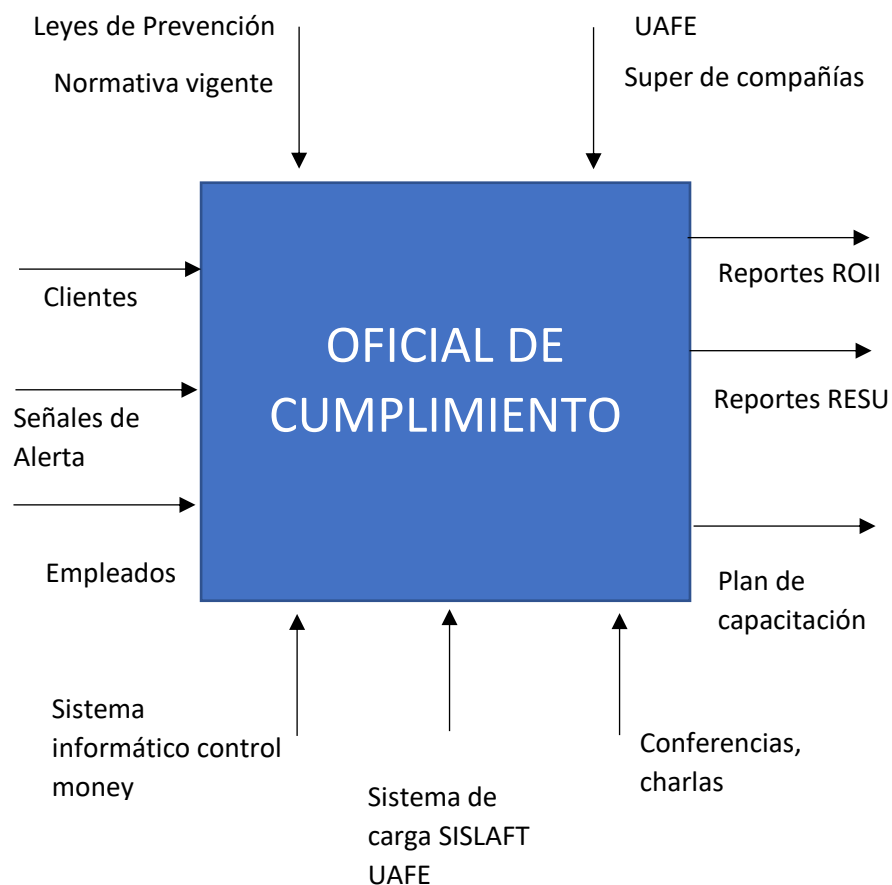 Leyes de Prevención
Normativa vigente
UAFE
Super de compañías
Clientes
Señales de
Alerta
Empleados
OFICIAL DE
CUMPLIMIENTO
Reportes ROII
Reportes RESU
Plan de
capacitación
Sistema
informático control
money
Sistema de
carga SISLAFT
UAFE
Conferencias,
charlas